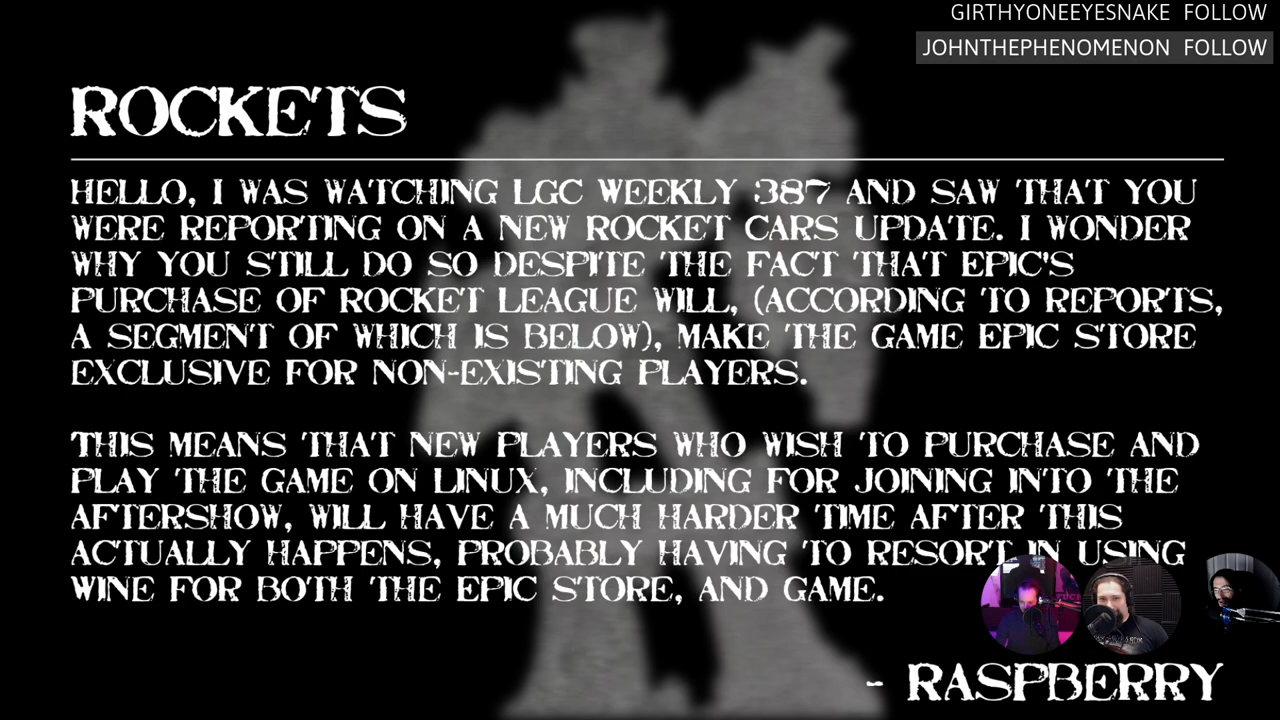 GIRTHYONEEYESNAKE FOLLOW
JOHNTHEPHENOMENON FOLLOW
ROCKETS
HELLO, I WAS WATCHING LGC WEEKLY 387 AND SAW THAT YOU
WERE REPORTING ON A NEW ROCKET CARS UPDATE. I WONDER
WHY YOU STILL DO SO DESPITE THE FACT THAT EPIC'S
PURCHASE OF ROCKET LEAGUE WILL, (ACCORDING TO REPORTS,
A SEGMENT OF WHICH IS BELOW), MAKE THE GAME EPIC STORE
EXCLUSIVE FOR NON-EXISTING PLAYERS.
THIS MEANS THAT NEW PLAYERS WHO WISH TO PURCHASE AND
PLAY THE GAME ON LINUX, INCLUDING FOR JOINING INTO THE
AFTERSHOW, WILL HAVE A MUCH HARDER TIME AFTER THIS
ACTUALLY HAPPENS, PROBABLY HAVING TO RESORT IN USING
WINE FOR BOTH THE EPIC STORE, AND GAME.
- RASPBERRY